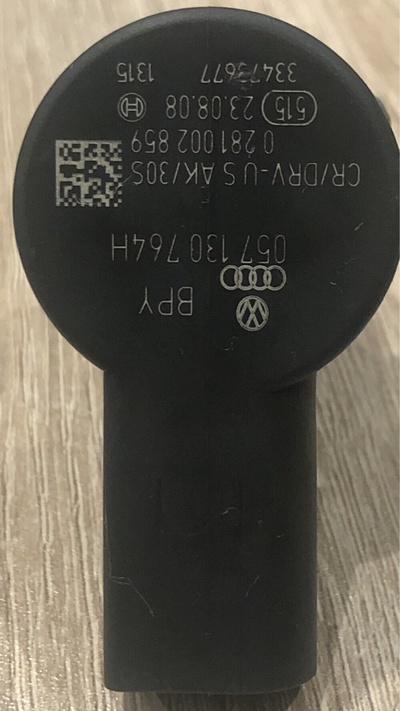 BPY
057 130 764H
CR/DRV-U S AK/30S
0 281 002 859
515 23.08.08
33473677 1315